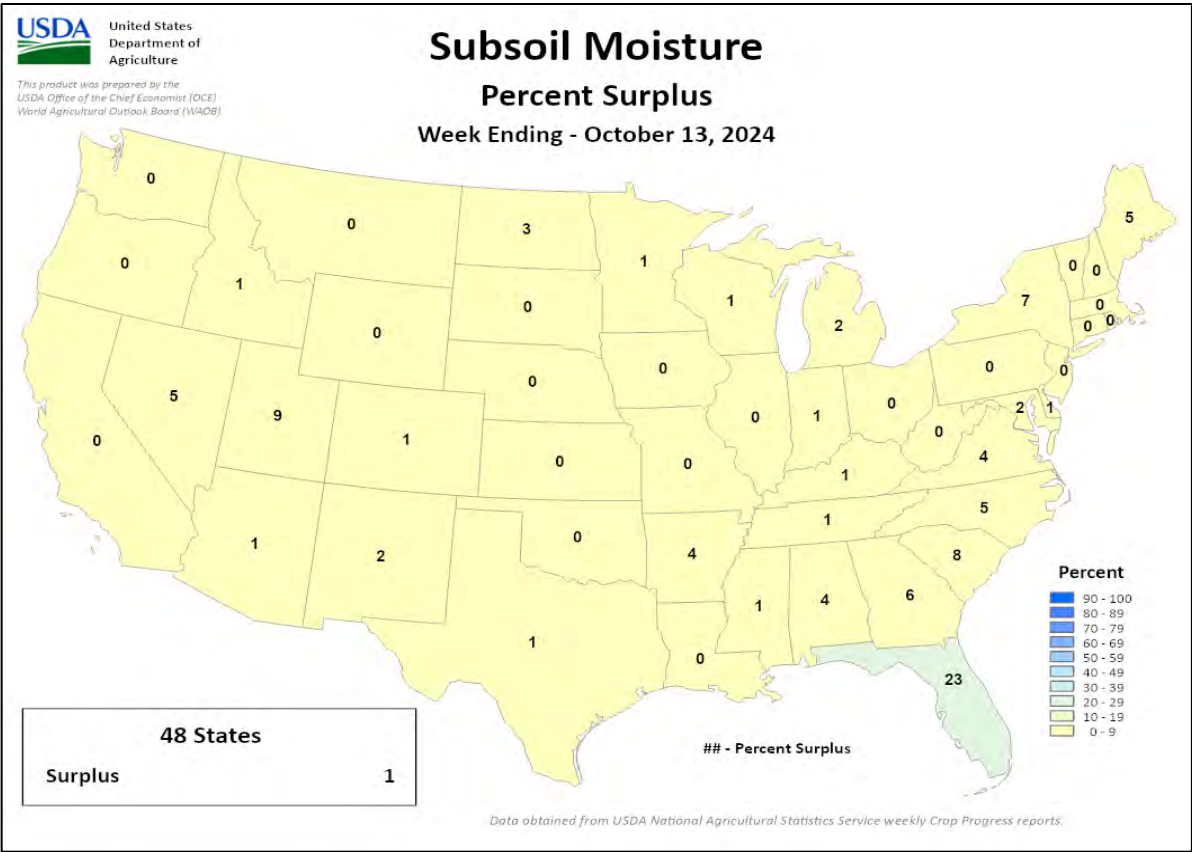 USDA
United States
Department of
Agriculture
This product was prepared by the
USDA Office of the Chief Economist (OCE)
World Agricultural Outlook Board (WAOB)
Subsoil Moisture
Percent Surplus
Week Ending - October 13, 2024
0
0
3
5
0
1
1
0
0
1
0
1
2
7
0
0
0
0
0
5
9
1
0
0
0
0
1
0
0
0
0
2
1
0
0
1
4
1
2
0
4
1
5
8
1
1
4
6
0
23
Percent
90 - 100
80 - 89
70 - 79
60 - 69
50 - 59
40 - 49
30 - 39
20 - 29
10 - 19
0 - 9
48 States
Surplus 1
## - Percent Surplus
Data obtained from USDA National Agricultural Statistics Service weekly Crop Progress reports.